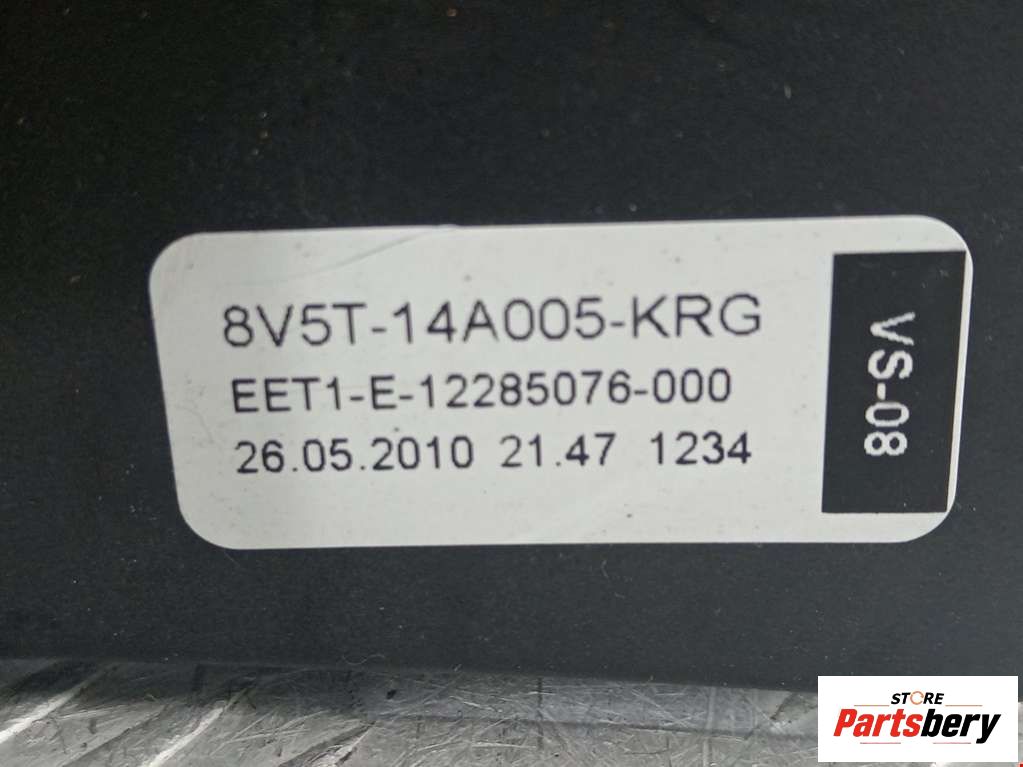 8V5T-14A005-KRG
EET1-E-12285076-000
26.05.2010 21.47 1234
VS-08
STORE
Partsbery